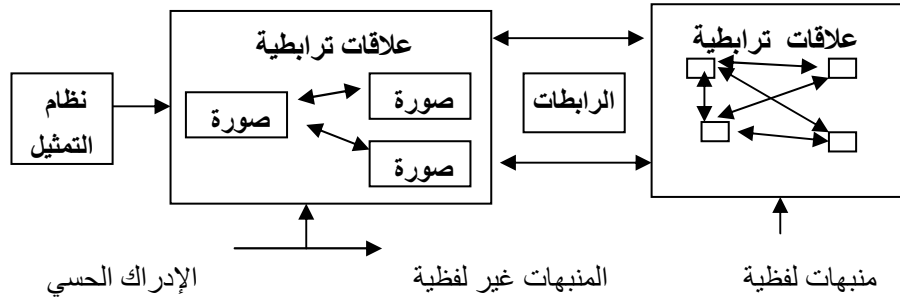 علاقات ترابطية
علاقات ترابطية
نظام
التمثيل
صورة
صورة
صورة
الرابطات
منبهات لفظية
المنبهات غير لفظية
الإدراك الحسي